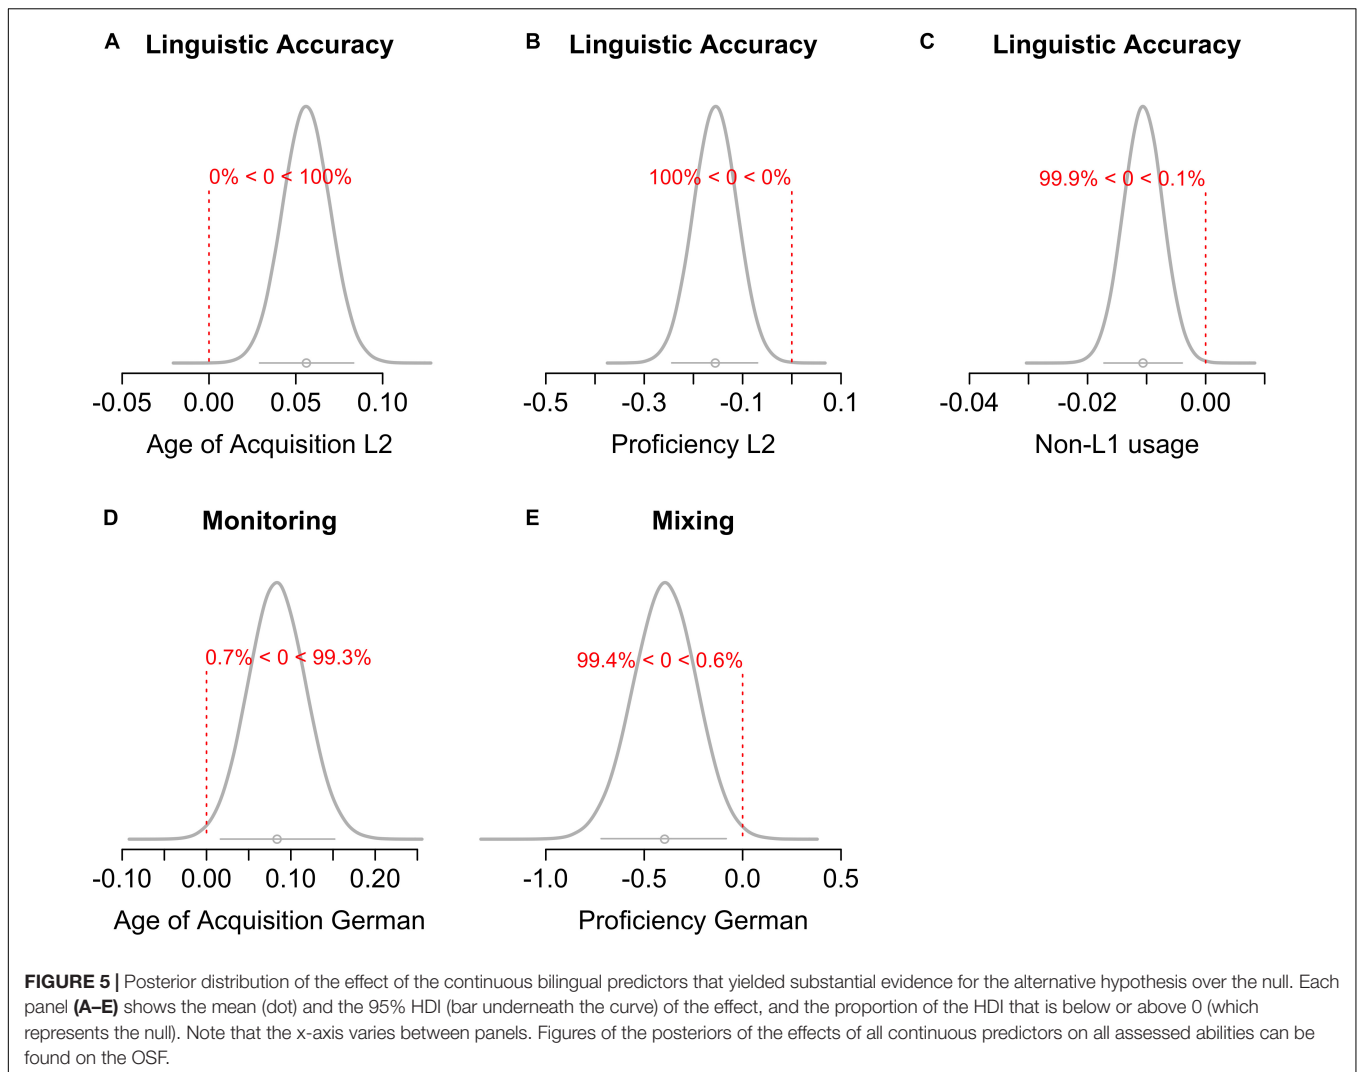 A Linguistic Accuracy
0% < 0 < 100%
-0.05 0.00 0.05 0.10
Age of Acquisition L2
B Linguistic Accuracy
100% < 0 < 0%
-0.5 -0.3 -0.1 0.1
Proficiency L2
C Linguistic Accuracy
99.9% < 0 < 0.1%
-0.04 -0.02 0.00
Non-L1 usage
D Monitoring
0.7% < 0 < 99.3%
-0.10 0.00 0.10 0.20
Age of Acquisition German
E Mixing
99.4% < 0 < 0.6%
-1.0 -0.5 0.0 0.5
Proficiency German
FIGURE 5 | Posterior distribution of the effect of the continuous bilingual predictors that yielded substantial evidence for the alternative hypothesis over the null. Each
panel (A–E) shows the mean (dot) and the 95% HDI (bar underneath the curve) of the effect, and the proportion of the HDI that is below or above 0 (which
represents the null). Note that the x-axis varies between panels. Figures of the posteriors of the effects of all continuous predictors on all assessed abilities can be
found on the OSF.